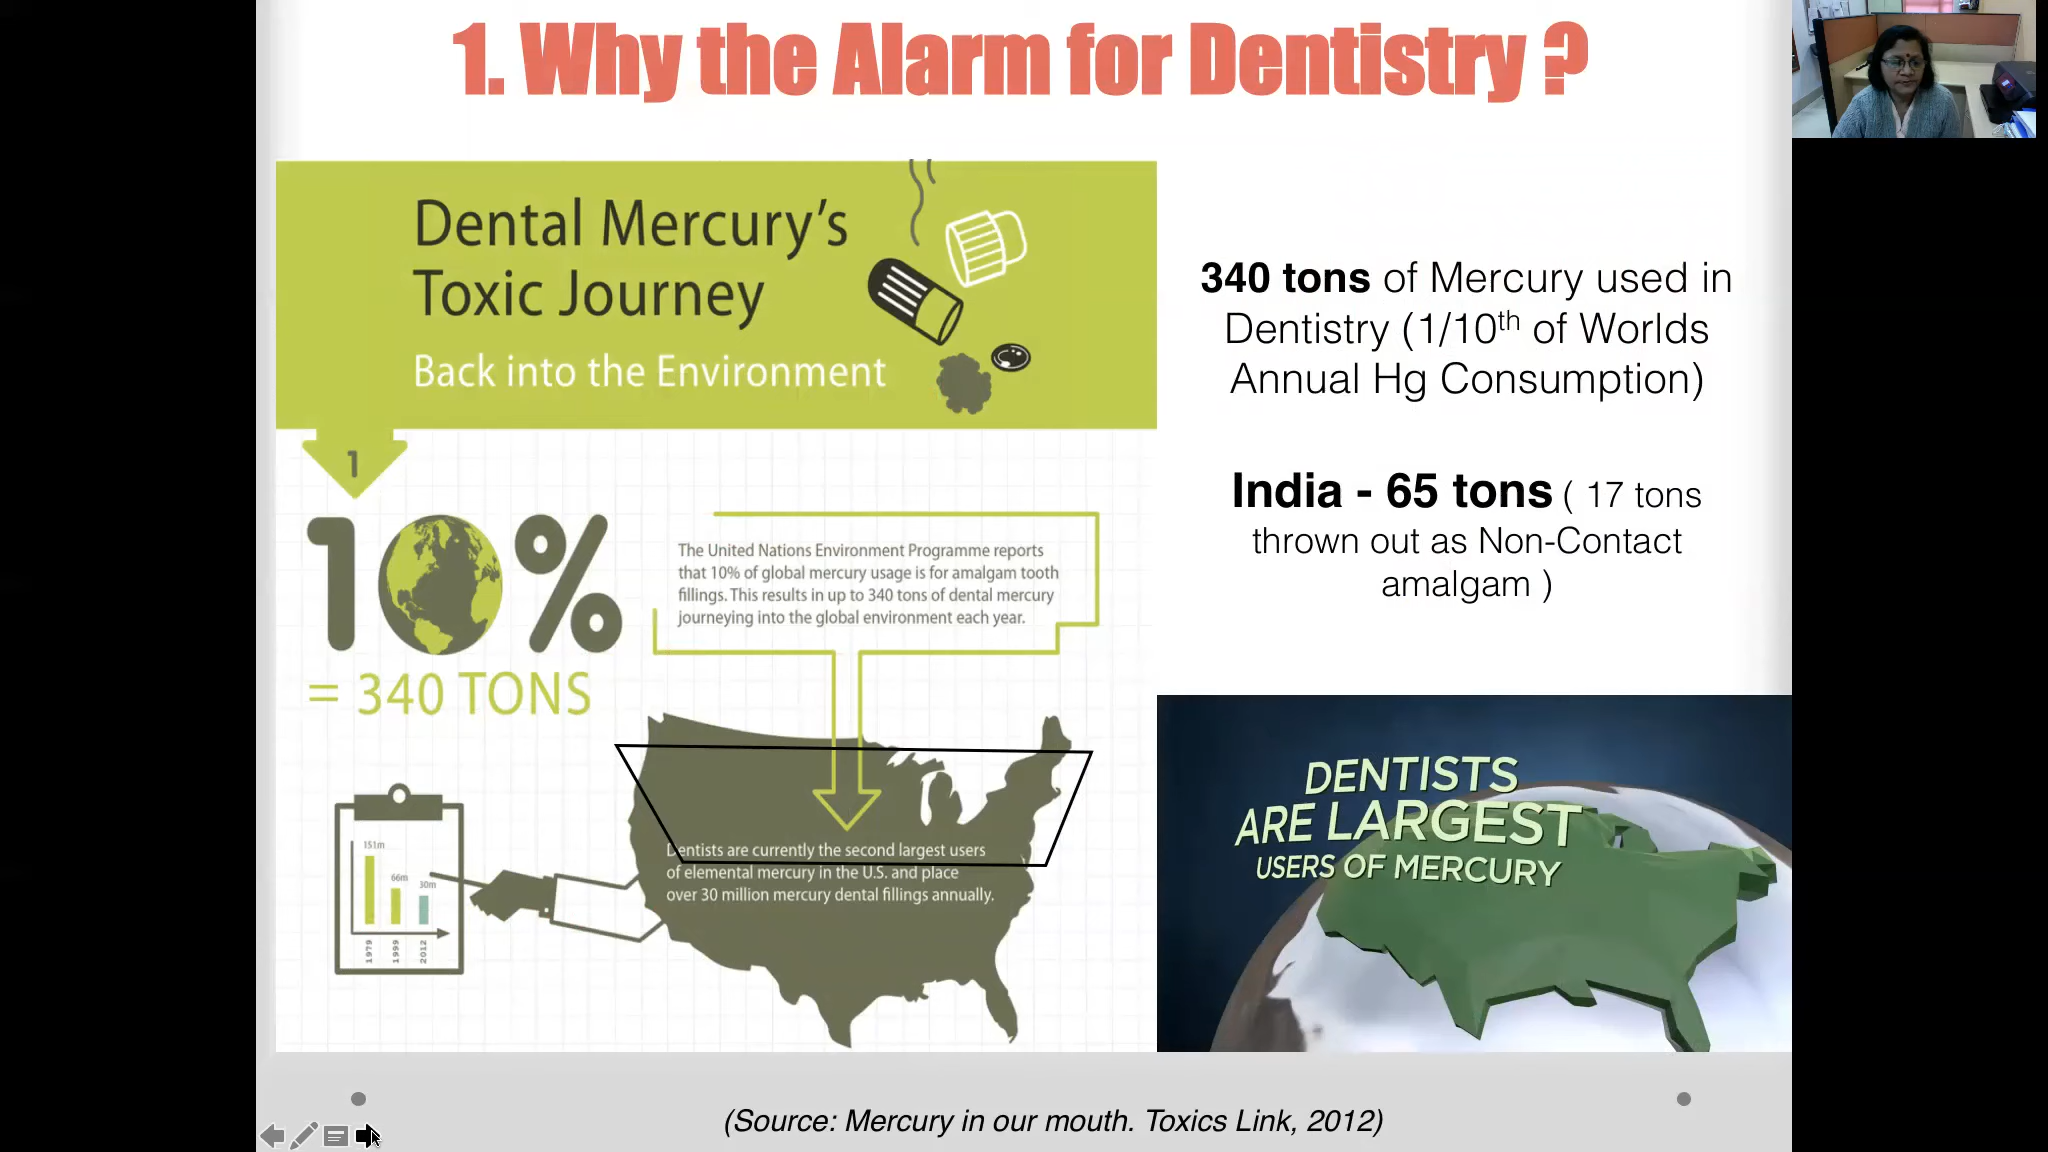 1. Why the Alarm for Dentistry ?
Dental Mercury's
Toxic Journey
Back into the Environment
1
10%
= 340 TONS
The United Nations Environment Programme reports
that 10% of global mercury usage is for amalgam tooth
fillings. This results in up to 340 tons of dental mercury
journeying into the global environment each year.
Dentists are currently the second largest users
of elemental mercury in the U.S. and place
over 30 million mercury dental fillings annually.
151m
66m
30m
1979
1999
2012
340 tons of Mercury used in
Dentistry (1/10th of Worlds
Annual Hg Consumption)
India - 65 tons ( 17 tons
thrown out as Non-Contact
amalgam )
DENTISTS
ARE LARGEST
USERS OF MERCURY
(Source: Mercury in our mouth. Toxics Link, 2012)